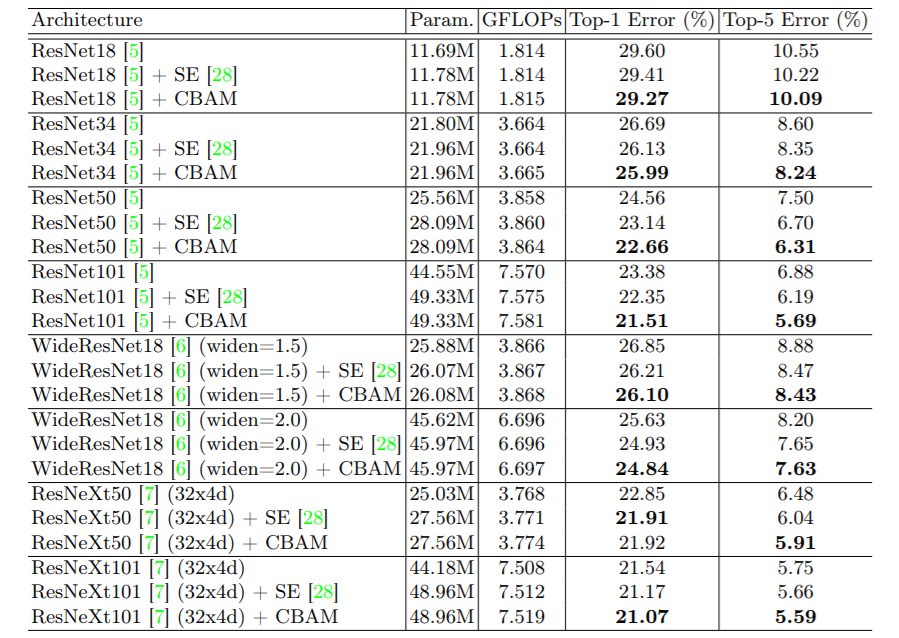 Architecture Param. GFLOPs Top-1 Error (%) Top-5 Error (%)
ResNet18 [5] 11.69M 1.814 29.60 10.55
ResNet18 [5] + SE [28] 11.78M 1.814 29.41 10.22
ResNet18 [5] + CBAM 11.78M 1.815 29.27 10.09
ResNet34 [5] 21.80M 3.664 26.69 8.60
ResNet34 [5] + SE [28] 21.96M 3.664 26.13 8.35
ResNet34 [5] + CBAM 21.96M 3.665 25.99 8.24
ResNet50 [5] 25.56M 3.858 24.56 7.50
ResNet50 [5] + SE [28] 28.09M 3.860 23.14 6.70
ResNet50 [5] + CBAM 28.09M 3.864 22.66 6.31
ResNet101 [5] 44.55M 7.570 23.38 6.88
ResNet101 [5] + SE [28] 49.33M 7.575 22.35 6.19
ResNet101 [5] + CBAM 49.33M 7.581 21.51 5.69
WideResNet18 [6] (widen=1.5) 25.88M 3.866 26.85 8.88
WideResNet18 [6] (widen=1.5) + SE [28] 26.07M 3.867 26.21 8.47
WideResNet18 [6] (widen=1.5) + CBAM 26.08M 3.868 26.10 8.43
WideResNet18 [6] (widen=2.0) 45.62M 6.696 25.63 8.20
WideResNet18 [6] (widen=2.0) + SE [28] 45.97M 6.696 24.93 7.65
WideResNet18 [6] (widen=2.0) + CBAM 45.97M 6.697 24.84 7.63
ResNeXt50 [7] (32x4d) 25.03M 3.768 22.85 6.48
ResNeXt50 [7] (32x4d) + SE [28] 27.56M 3.771 21.91 6.04
ResNeXt50 [7] (32x4d) + CBAM 27.56M 3.774 21.92 5.91
ResNeXt101 [7] (32x4d) 44.18M 7.508 21.54 5.75
ResNeXt101 [7] (32x4d) + SE [28] 48.96M 7.512 21.17 5.66
ResNeXt101 [7] (32x4d) + CBAM 48.96M 7.519 21.07 5.59